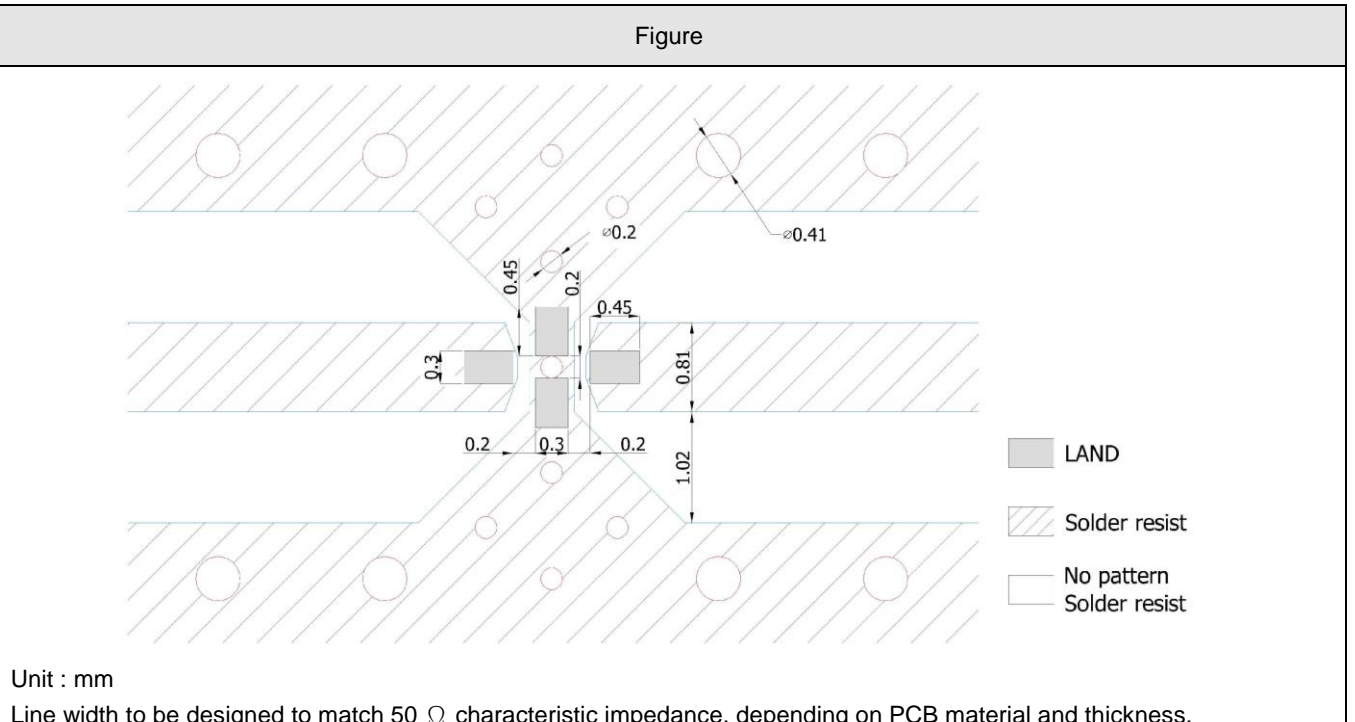 Figure
⌀0.2
⌀0.41
0.45
0.2
0.45
0.3
0.81
0.2
0.3
0.2
1.02
LAND
Solder resist
No pattern
Solder resist
Unit : mm
Line width to be designed to match 50 Ω characteristic impedance, depending on PCB material and thickness.